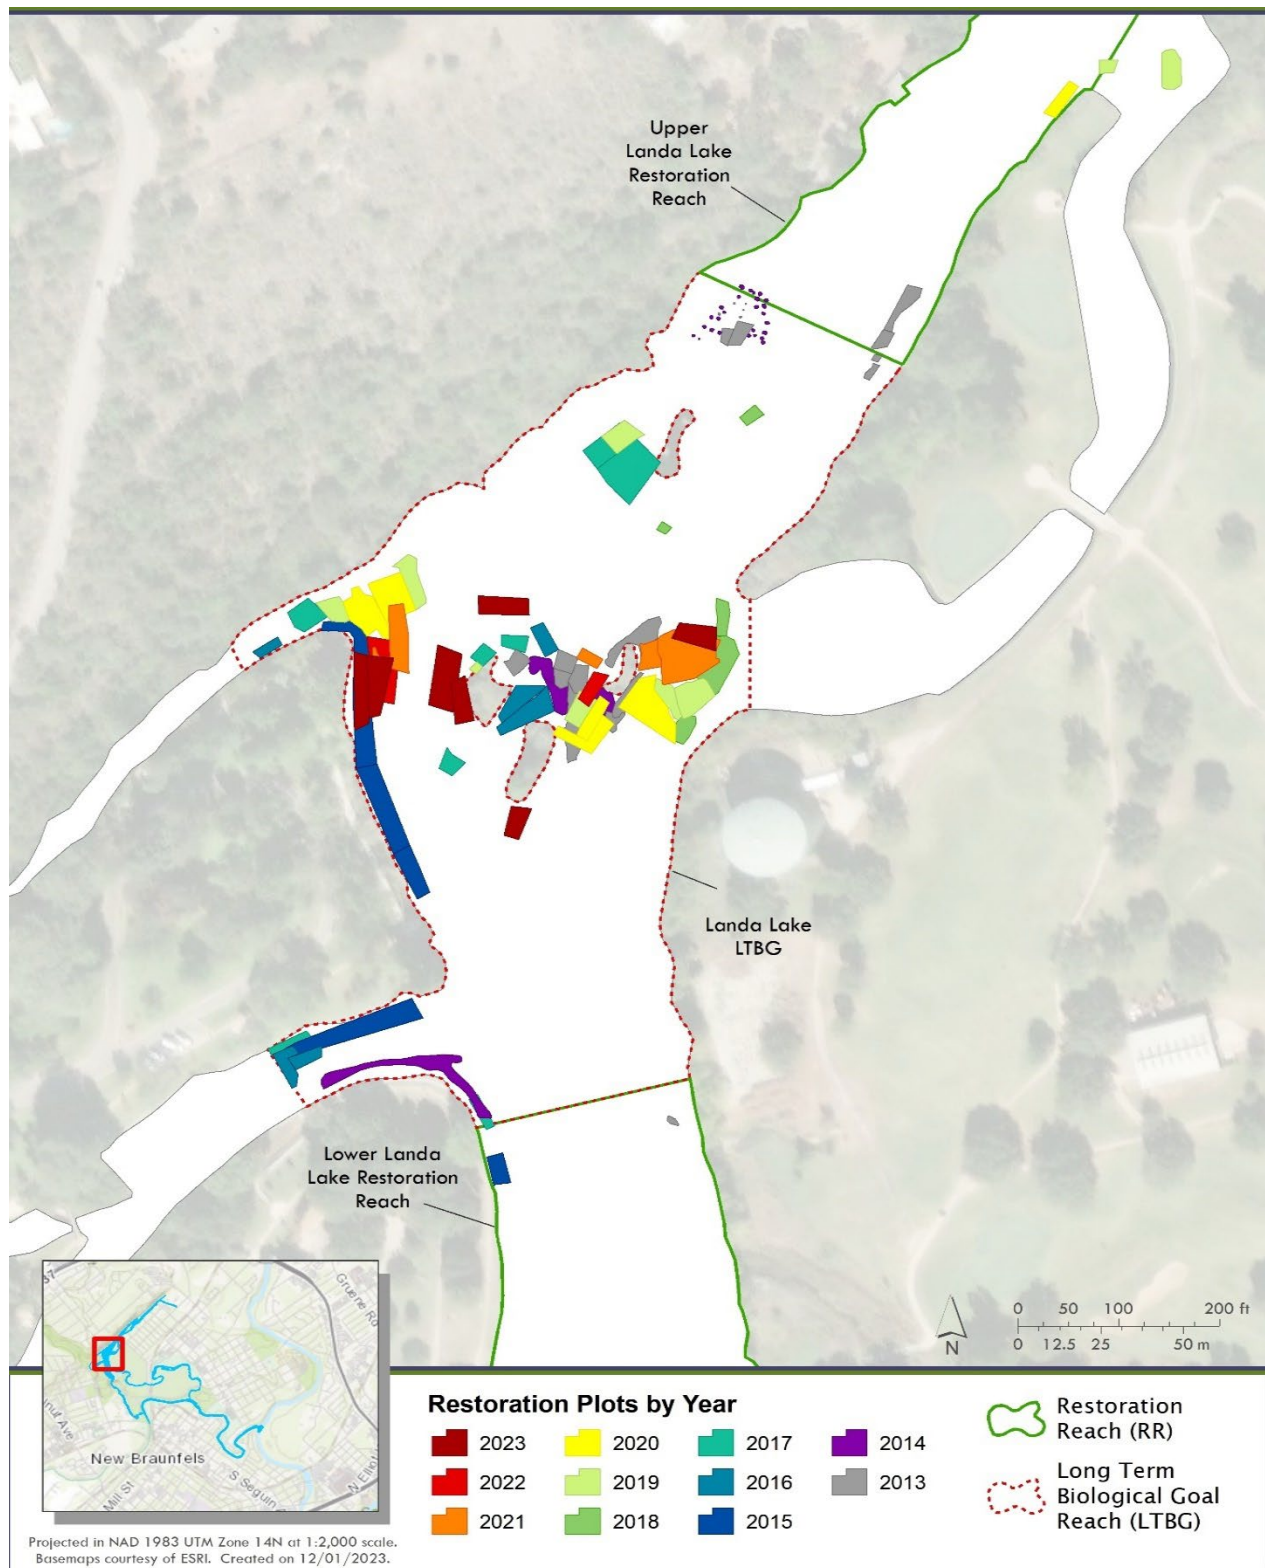 Upper
Landa Lake
Restoration
Reach
Landa Lake
LTBG
Lower Landa
Lake Restoration
Reach
0 50 100 200 ft
0 12.5 25 50 m
N
37
Gruene Rd
New Braunfels
Mill St
Restoration Plots by Year
2023 2020 2017 2014
2022 2019 2016 2013
2021 2018 2015
Restoration
Reach (RR)
Long Term
Biological Goal
Reach (LTBG)
Projected in NAD 1983 UTM Zone 14N at 1:2,000 scale.
Basemaps courtesy of ESRI. Created on 12/01/2023.